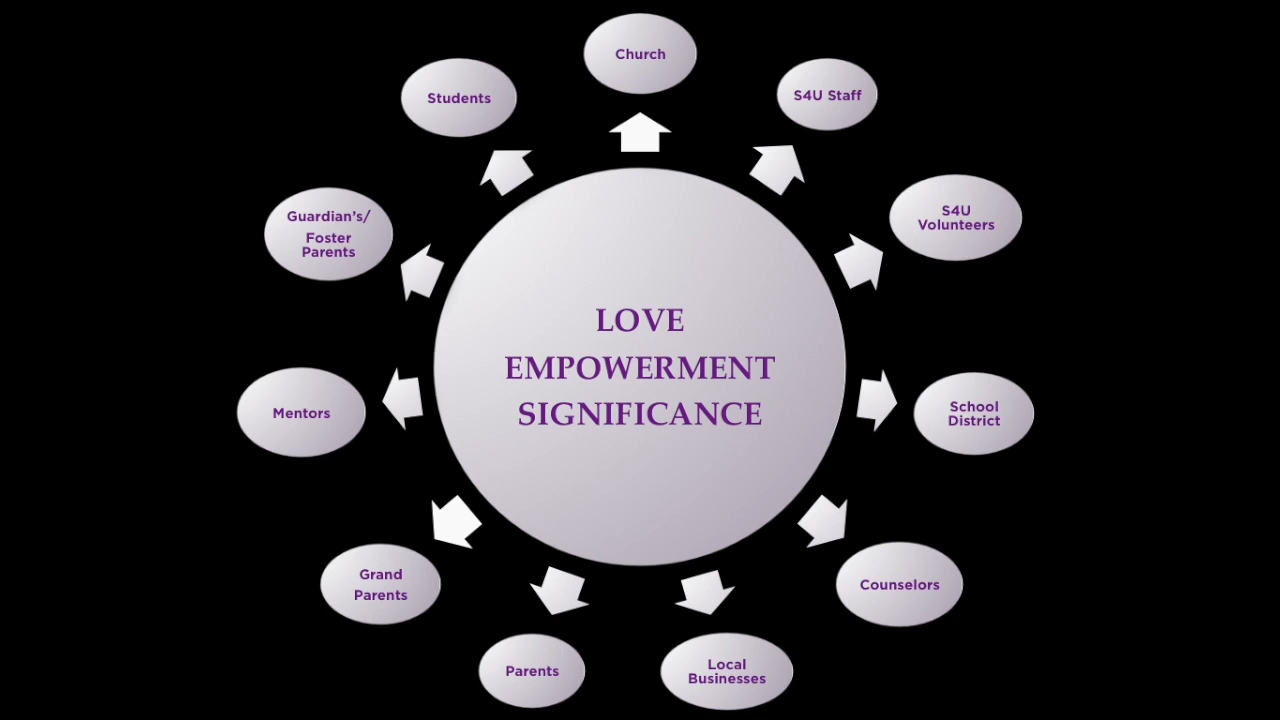 Church
Students
S4U Staff
Guardian's/
Foster
Parents
S4U
Volunteers
LOVE
EMPOWERMENT
SIGNIFICANCE
Mentors
School
District
Grand
Parents
Counselors
Parents
Local
Businesses